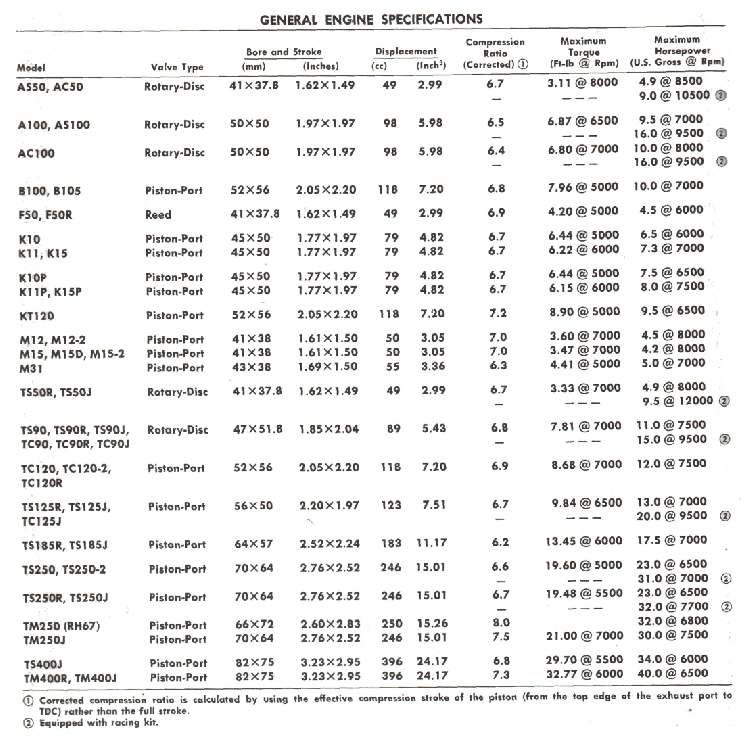 GENERAL ENGINE SPECIFICATIONS
Model Valve Type Bore and Stroke (mm) (Inches) Displacement (cc) (Inch³) Compression Ratio (Corrected) ① Maximum Torque (Ft-lb @ Rpm) Maximum Horsepower (U.S. Gross @ Rpm)
AS50, AC50 Rotary-Disc 41×37.8 1.62×1.49 49 2.99 6.7 3.11 @ 8000 4.9 @ 8500
— – – – 9.0 @ 10500 ②
A100, AS100 Rotary-Disc 50×50 1.97×1.97 98 5.98 6.5 6.87 @ 6500 9.5 @ 7000
— – – – 16.0 @ 9500 ②
AC100 Rotary-Disc 50×50 1.97×1.97 98 5.98 6.4 6.80 @ 7000 10.0 @ 8000
— – – – 16.0 @ 9500 ②
B100, B105 Piston-Port 52×56 2.05×2.20 118 7.20 6.8 7.96 @ 5000 10.0 @ 7000
F50, F50R Reed 41×37.8 1.62×1.49 49 2.99 6.9 4.20 @ 5000 4.5 @ 6000
K10 Piston-Port 45×50 1.77×1.97 79 4.82 6.7 6.44 @ 5000 6.5 @ 6000
K11, K15 Piston-Port 45×50 1.77×1.97 79 4.82 6.7 6.22 @ 6000 7.3 @ 7000
K10P Piston-Port 45×50 1.77×1.97 79 4.82 6.7 6.44 @ 5000 7.5 @ 6500
K11P, K15P Piston-Port 45×50 1.77×1.97 79 4.82 6.7 6.15 @ 6000 8.0 @ 7500
KT120 Piston-Port 52×56 2.05×2.20 118 7.20 7.2 8.90 @ 5000 9.5 @ 6500
M12, M12-2 Piston-Port 41×38 1.61×1.50 50 3.05 7.0 3.60 @ 7000 4.5 @ 8000
M15, M15D, M15-2 Piston-Port 41×38 1.61×1.50 50 3.05 7.0 3.47 @ 7000 4.2 @ 8000
M31 Piston-Port 43×38 1.69×1.50 55 3.36 6.3 4.41 @ 5000 5.0 @ 7000
TS50R, TS50J Rotary-Disc 41×37.8 1.62×1.49 49 2.99 6.7 3.33 @ 7000 4.9 @ 8000
— – – – 9.5 @ 12000 ②
TS90, TS90R, TS90J, Rotary-Disc 47×51.8 1.85×2.04 89 5.43 6.8 7.81 @ 7000 11.0 @ 7500
TC90, TC90R, TC90J — – – – 15.0 @ 9500 ②
TC120, TC120-2, Piston-Port 52×56 2.05×2.20 118 7.20 6.9 8.68 @ 7000 12.0 @ 7500
TC120R
TS125R, TS125J, Piston-Port 56×50 2.20×1.97 123 7.51 6.7 9.84 @ 6500 13.0 @ 7000
TC125J — – – – 20.0 @ 9500 ②
TS185R, TS185J Piston-Port 64×57 2.52×2.24 183 11.17 6.2 13.45 @ 6000 17.5 @ 7000
TS250, TS250-2 Piston-Port 70×64 2.76×2.52 246 15.01 6.6 19.60 @ 5000 23.0 @ 6500
— – – – 31.0 @ 7000 ②
TS250R, TS250J Piston-Port 70×64 2.76×2.52 246 15.01 6.7 19.48 @ 5500 23.0 @ 6500
— – – – 32.0 @ 7700 ②
TM250 (RH67) Piston-Port 66×72 2.60×2.83 250 15.26 8.0 32.0 @ 6800
TM250J Piston-Port 70×64 2.76×2.52 246 15.01 7.5 21.00 @ 7000 30.0 @ 7500
TS400J Piston-Port 82×75 3.23×2.95 396 24.17 6.8 29.70 @ 5500 34.0 @ 6000
TM400R, TM400J Piston-Port 82×75 3.23×2.95 396 24.17 7.3 32.77 @ 6000 40.0 @ 6500
① Corrected compression ratio is calculated by using the effective compression stroke of the piston (from the top edge of the exhaust port to
TDC) rather than the full stroke.
② Equipped with racing kit.